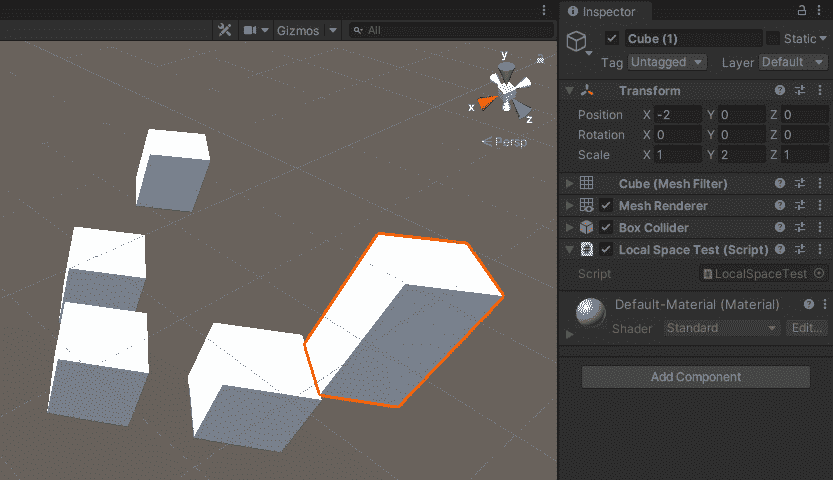 Gizmos
All
y
x
z
Persp
Inspector
Cube (1)
Static
Tag Untagged Layer Default
Transform
Position X -2 Y 0 Z 0
Rotation X 0 Y 0 Z 0
Scale X 1 Y 2 Z 1
Cube (Mesh Filter)
Mesh Renderer
Box Collider
Local Space Test (Script)
Script LocalSpaceTest
Default-Material (Material)
Shader Standard Edit...
Add Component